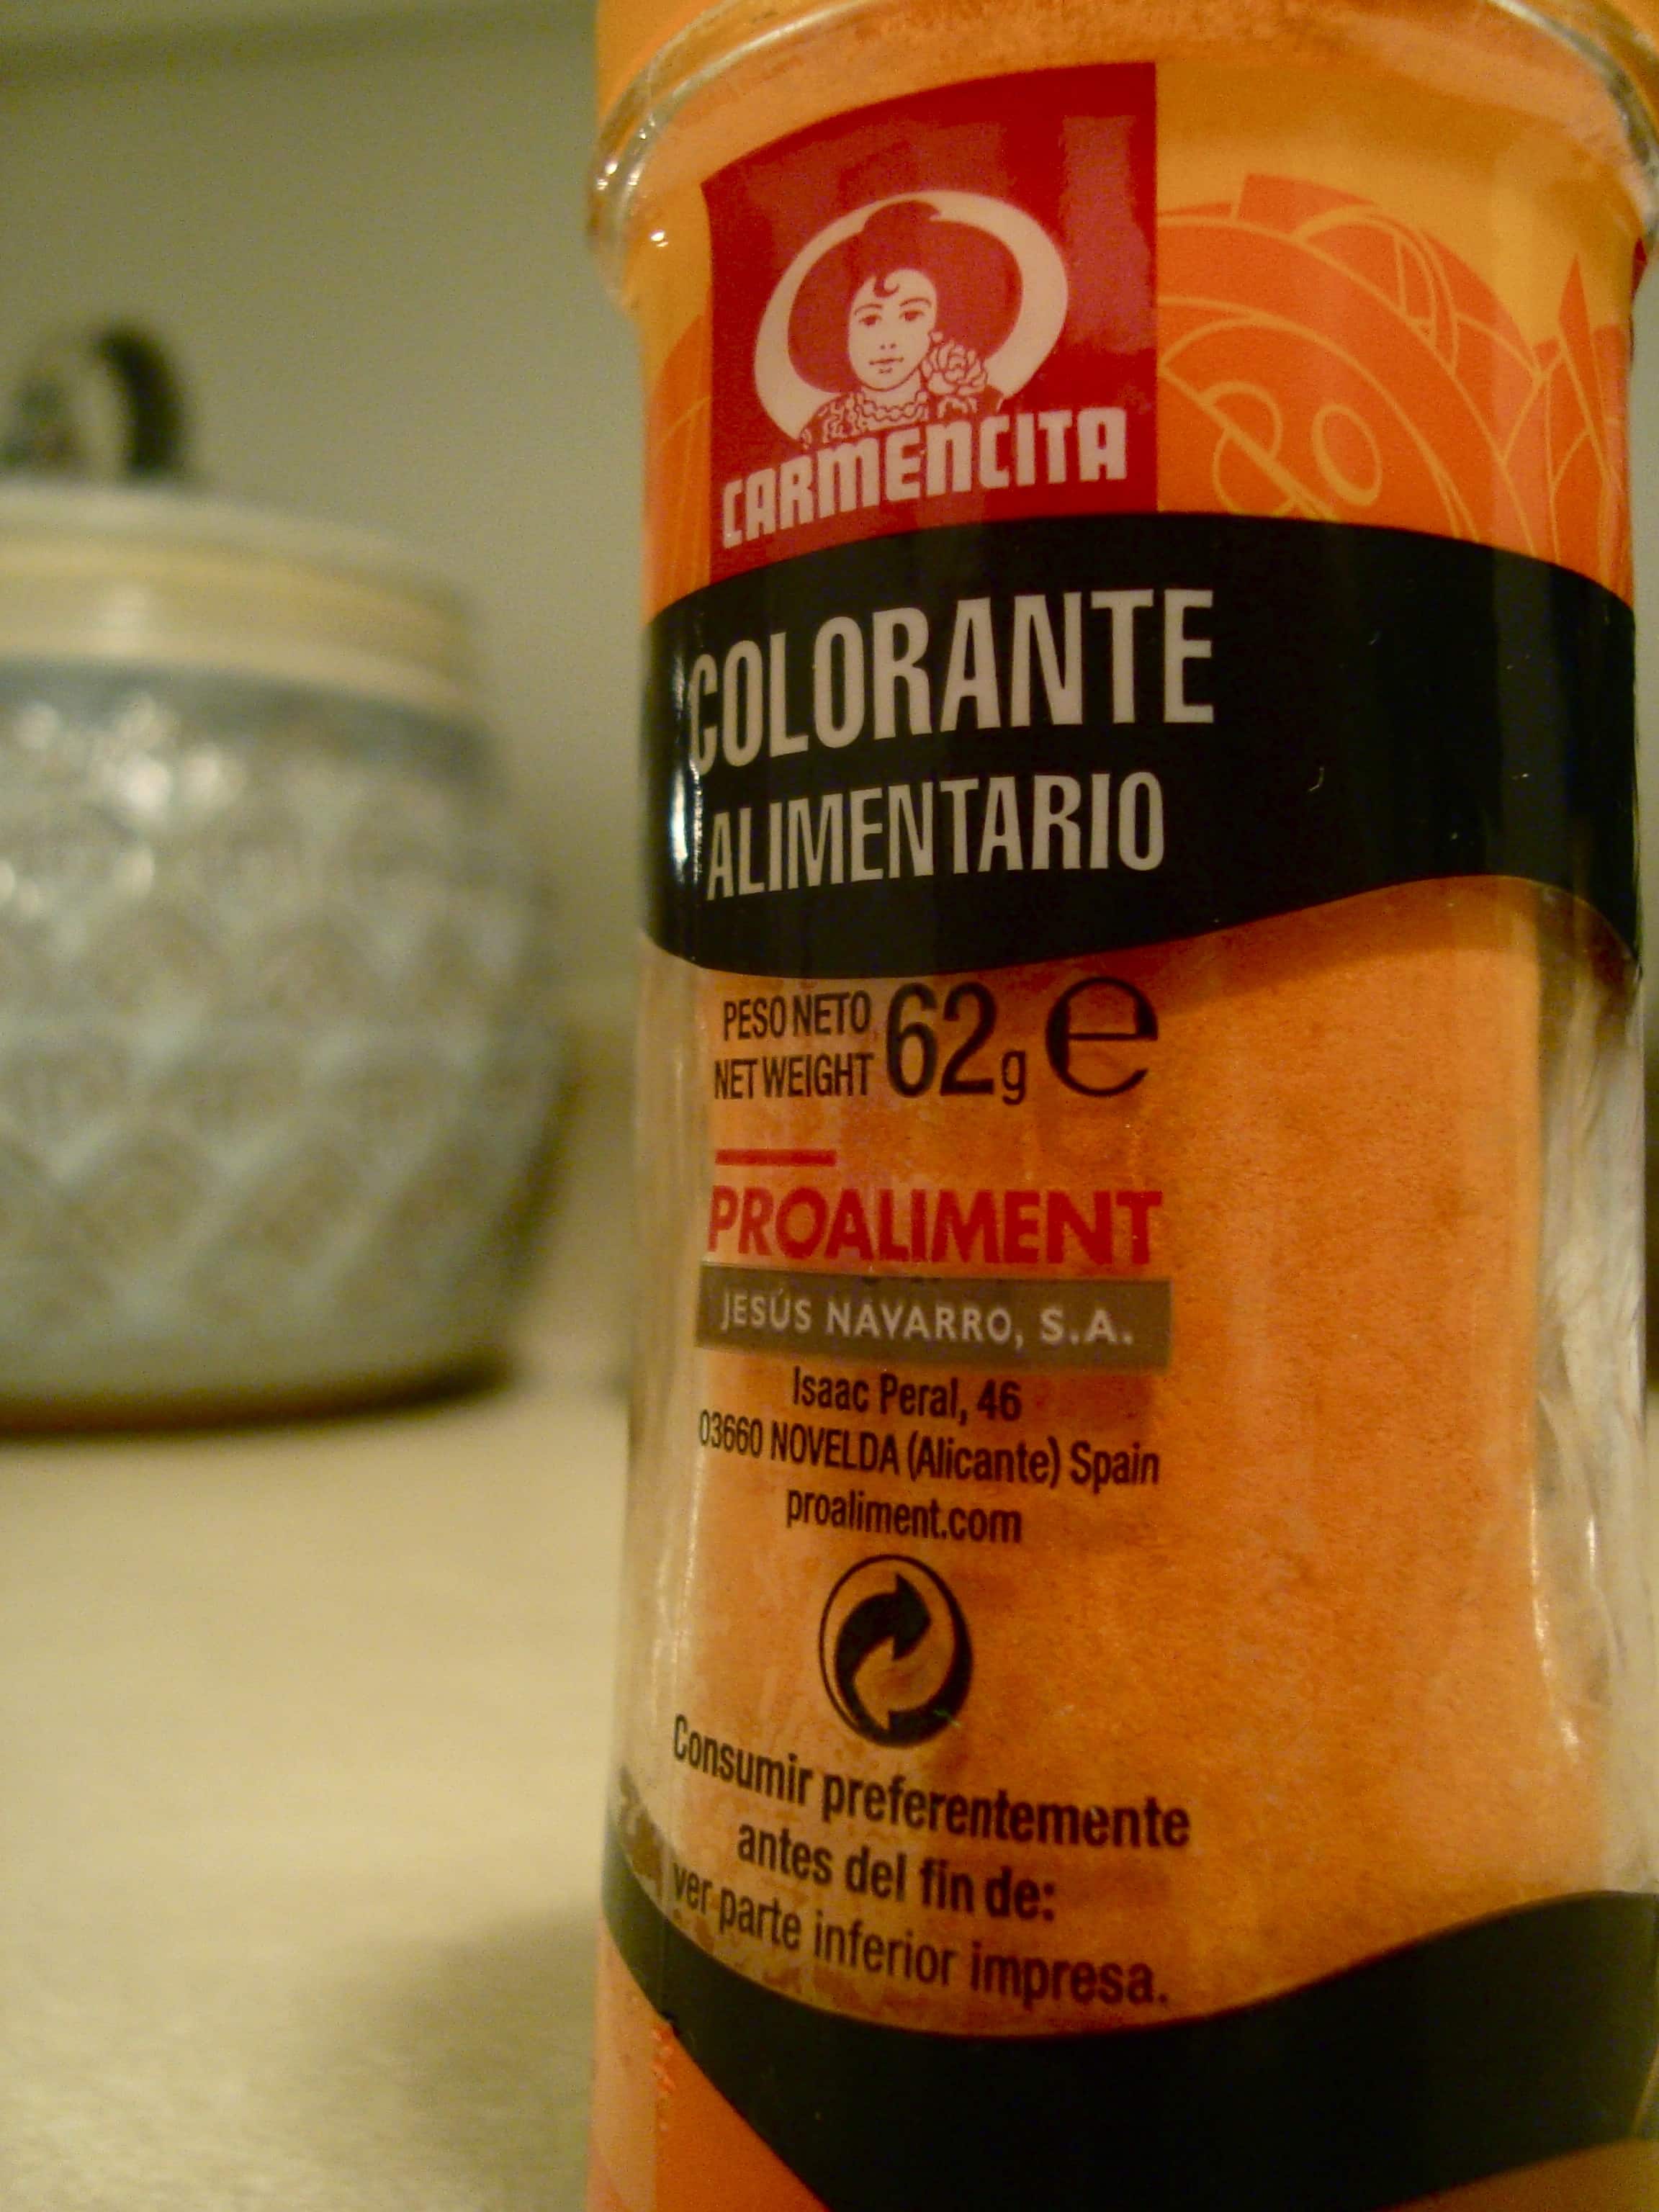 CARMENCITA
COLORANTE
ALIMENTARIO
PESO NETO
NET WEIGHT 62g e
PROALIMENT
JESÚS NAVARRO, S.A.
Isaac Peral, 46
03660 NOVELDA (Alicante) Spain
proaliment.com
Consumir preferentemente
antes del fin de:
ver parte inferior impresa.